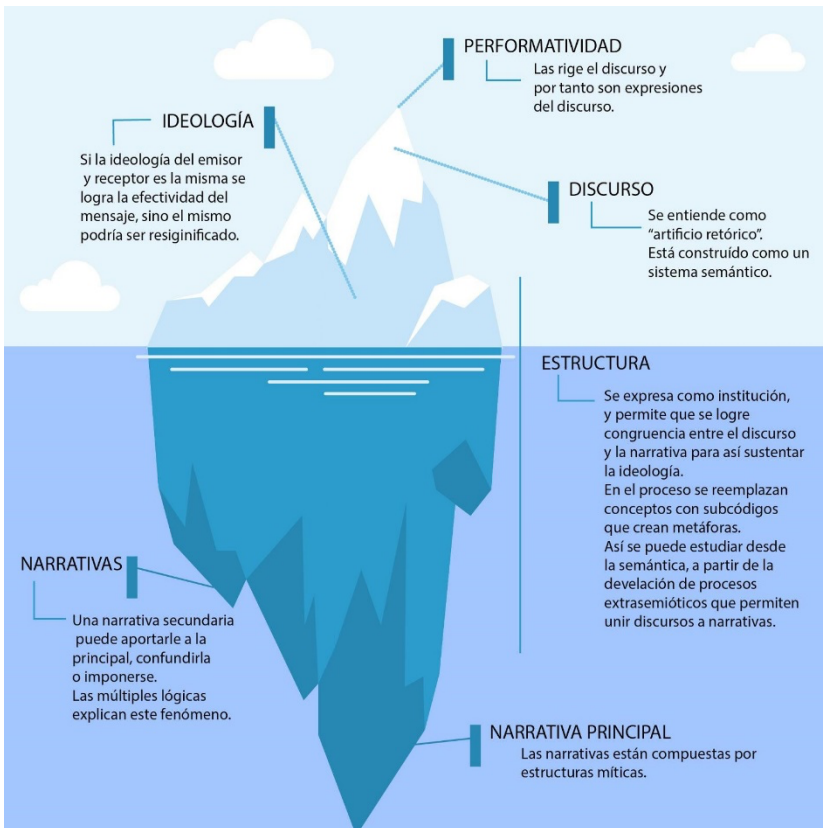 PERFORMATIVIDAD
Las rige el discurso y
por tanto son expresiones
del discurso.
IDEOLOGÍA
Si la ideología del emisor
y receptor es la misma se
logra la efectividad del
mensaje, sino el mismo
podría ser resiginificado.
DISCURSO
Se entiende como
“artificio retórico”.
Está construído como un
sistema semántico.
ESTRUCTURA
Se expresa como institución,
y permite que se logre
congruencia entre el discurso
y la narrativa para así sustentar
la ideología.
En el proceso se reemplazan
conceptos con subcódigos
que crean metáforas.
Así se puede estudiar desde
la semántica, a partir de la
develación de procesos
extrasemióticos que permiten
unir discursos a narrativas.
NARRATIVAS
Una narrativa secundaria
puede aportarle a la
principal, confundirla
o imponerse.
Las múltiples lógicas
explican este fenómeno.
NARRATIVA PRINCIPAL
Las narrativas están compuestas por
estructuras míticas.